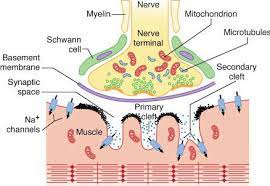 Nerve
Myelin
Mitochondrion
Nerve
terminal
Microtubules
Schwann
cell
Basement
membrane
Secondary
cleft
Synaptic
space
Primary
cleft
Na+
channels
Muscle